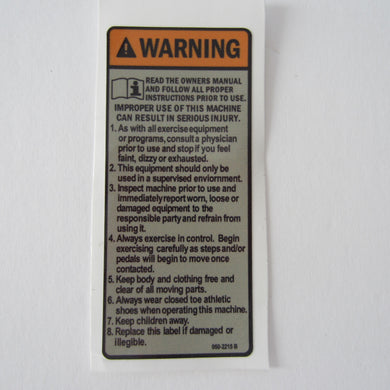 WARNING
READ THE OWNERS MANUAL
AND FOLLOW ALL PROPER
INSTRUCTIONS PRIOR TO USE.
IMPROPER USE OF THIS MACHINE
CAN RESULT IN SERIOUS INJURY.
1. As with all exercise equipment
or programs, consult a physician
prior to use and stop if you feel
faint, dizzy or exhausted.
2. This equipment should only be
used in a supervised enviornment.
3. Inspect machine prior to use and
immediately report worn, loose or
damaged equipment to the
responsible party and refrain from
using it.
4. Always exercise in control. Begin
exercising carefully as steps and/or
pedals will begin to move once
contacted.
5. Keep body and clothing free and
clear of all moving parts.
6. Always wear closed toe athletic
shoes when operating this machine.
7. Keep children away.
8. Replace this label if damaged or
illegible.
950-2215 B